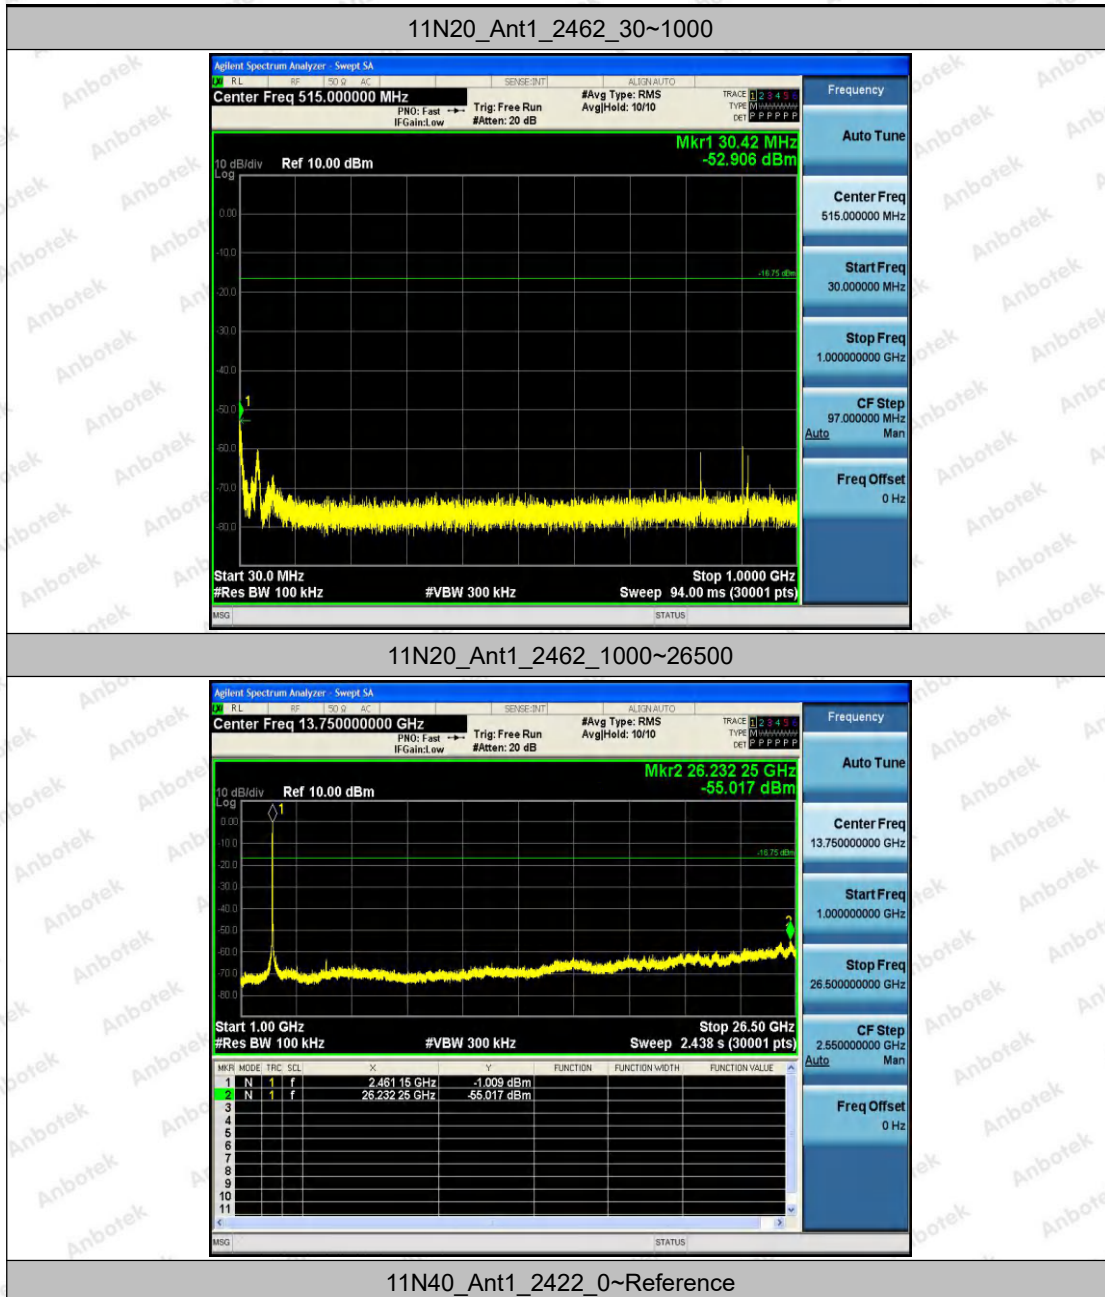 11N20_Ant1_2462_30~1000
Agilent Spectrum Analyzer - Swept SA
RL RF 50 Ω AC SENSE:INT ALIGN AUTO
Center Freq 515.000000 MHz
PNO: Fast
IFGain:Low
Trig: Free Run
#Atten: 20 dB
#Avg Type: RMS
Avg|Hold: 10/10
TRACE 1 2 3 4 5 6
TYPE M
DET P P P P P P
Mkr1 30.42 MHz
-52.906 dBm
10 dB/div Ref 10.00 dBm
Log
0.00
-10.0
-16.75 dBm
-20.0
-30.0
-40.0
1
-50.0
-60.0
-70.0
-80.0
Start 30.0 MHz Stop 1.0000 GHz
#Res BW 100 kHz #VBW 300 kHz Sweep 94.00 ms (30001 pts)
MSG STATUS
Frequency
Auto Tune
Center Freq
515.000000 MHz
Start Freq
30.000000 MHz
Stop Freq
1.000000000 GHz
CF Step
97.000000 MHz
Auto Man
Freq Offset
0 Hz
11N20_Ant1_2462_1000~26500
Agilent Spectrum Analyzer - Swept SA
RL RF 50 Ω AC SENSE:INT ALIGN AUTO
Center Freq 13.750000000 GHz
PNO: Fast
IFGain:Low
Trig: Free Run
#Atten: 20 dB
#Avg Type: RMS
Avg|Hold: 10/10
TRACE 1 2 3 4 5 6
TYPE M
DET P P P P P P
Mkr2 26.232 25 GHz
-55.017 dBm
10 dB/div Ref 10.00 dBm
Log
1
0.00
-10.0
-16.75 dBm
-20.0
-30.0
-40.0
2
-50.0
-60.0
-70.0
-80.0
Start 1.00 GHz Stop 26.50 GHz
#Res BW 100 kHz #VBW 300 kHz Sweep 2.438 s (30001 pts)
MKR MODE TRC SCL X Y FUNCTION FUNCTION WIDTH FUNCTION VALUE
1 N 1 f 2.461 15 GHz -1.009 dBm
2 N 1 f 26.232 25 GHz -55.017 dBm
3
4
5
6
7
8
9
10
11
MSG STATUS
Frequency
Auto Tune
Center Freq
13.750000000 GHz
Start Freq
1.000000000 GHz
Stop Freq
26.500000000 GHz
CF Step
2.550000000 GHz
Auto Man
Freq Offset
0 Hz
11N40_Ant1_2422_0~Reference